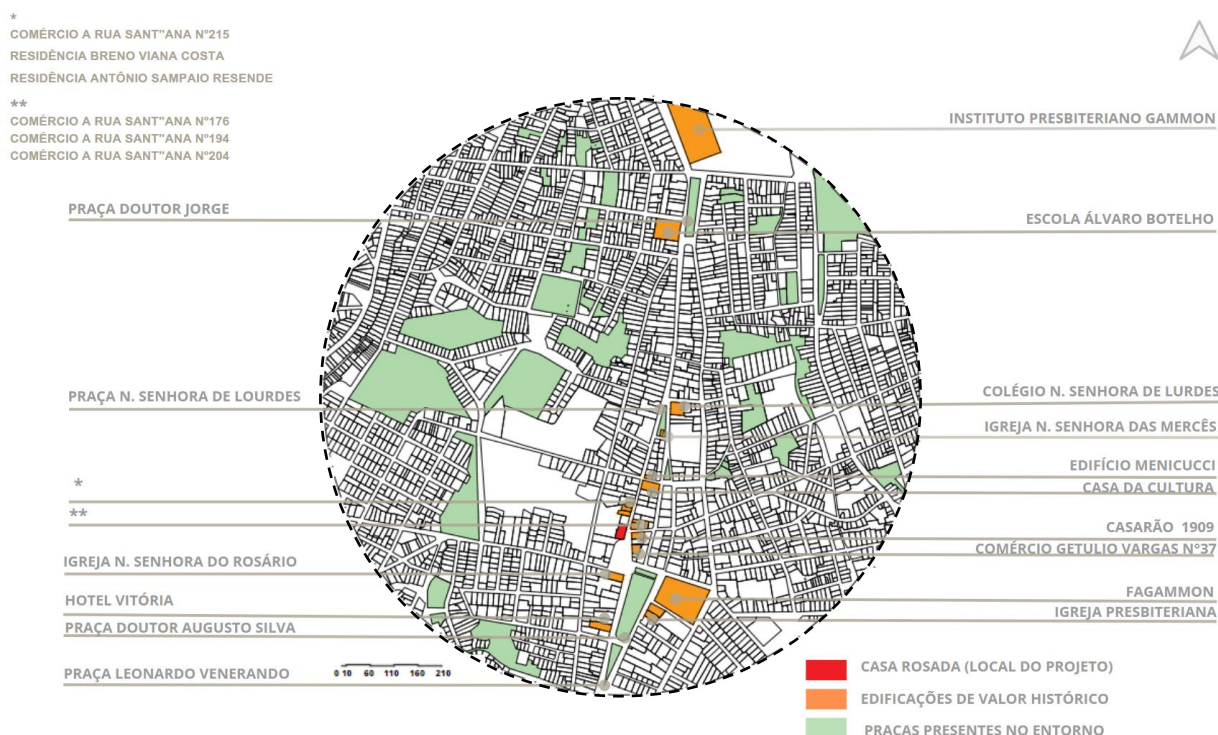 *
COMÉRCIO A RUA SANT"ANA Nº215
RESIDÊNCIA BRENO VIANA COSTA
RESIDÊNCIA ANTÔNIO SAMPAIO RESENDE
**
COMÉRCIO A RUA SANT"ANA Nº176
COMÉRCIO A RUA SANT"ANA Nº194
COMÉRCIO A RUA SANT"ANA Nº204
PRAÇA DOUTOR JORGE
PRAÇA N. SENHORA DE LOURDES
*
**
IGREJA N. SENHORA DO ROSÁRIO
HOTEL VITÓRIA
PRAÇA DOUTOR AUGUSTO SILVA
PRAÇA LEONARDO VENERANDO
0 10 60 110 160 210
INSTITUTO PRESBITERIANO GAMMON
ESCOLA ÁLVARO BOTELHO
COLÉGIO N. SENHORA DE LURDES
IGREJA N. SENHORA DAS MERCÊS
EDIFÍCIO MENICUCCI
CASA DA CULTURA
CASARÃO 1909
COMÉRCIO GETULIO VARGAS Nº37
FAGAMMON
IGREJA PRESBITERIANA
CASA ROSADA (LOCAL DO PROJETO)
EDIFICAÇÕES DE VALOR HISTÓRICO
PRAÇAS PRESENTES NO ENTORNO